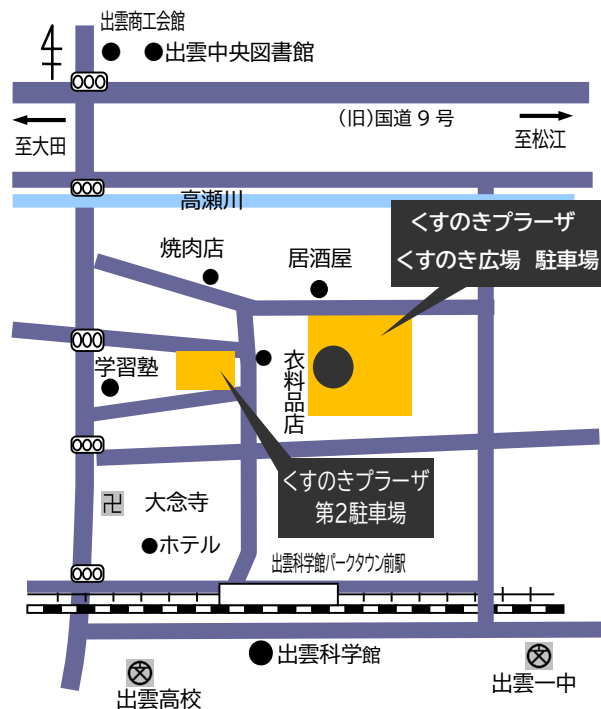 出雲商工会館
出雲中央図書館
(旧)国道9号
至大田
至松江
高瀬川
くすのきプラーザ
くすのき広場 駐車場
焼肉店
居酒屋
学習塾
衣料品店
くすのきプラーザ
第2駐車場
卍
大念寺
ホテル
出雲科学館パークタウン前駅
出雲科学館
文
出雲高校
文
出雲一中